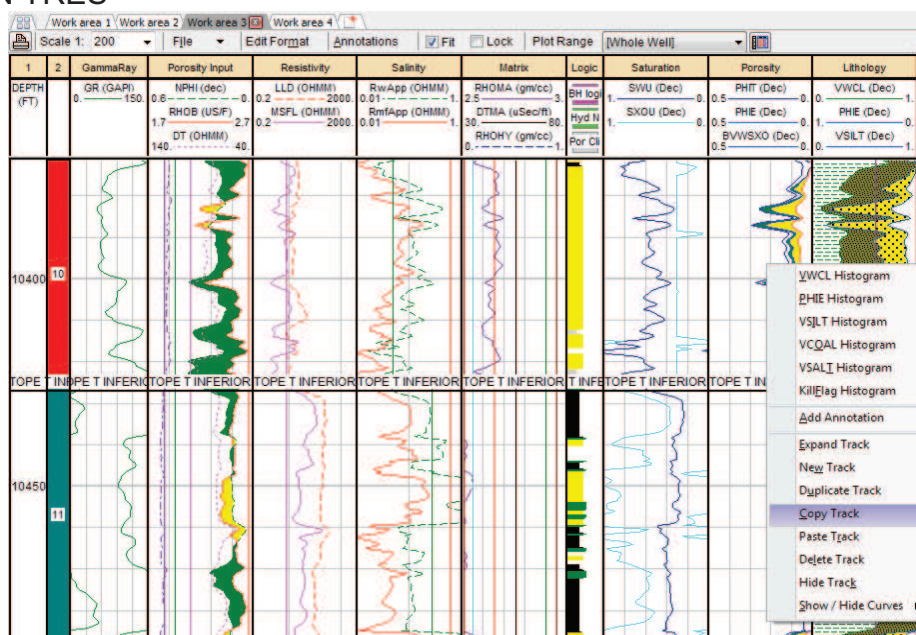 Work area 1 Work area 2 Work area 3 Work area 4
Scale 1: 200 File Edit Format Annotations Fit Lock Plot Range [Whole Well]
1 2 GammaRay Porosity Input Resistivity Salinity Matrix Logic Saturation Porosity Lithology
DEPTH (FT)
GR (GAPI)
0. 150.
NPHI (dec)
0.6 0.
RHOB (US/F)
1.7 2.7
DT (OHMM)
140. 40.
LLD (OHMM)
0.2 2000.
MSFL (OHMM)
0.2 2000.
RwApp (OHMM)
0.01 1.
RmfApp (OHMM)
0.01 1.
RHOMA (gm/cc)
2.5 3.
DTMA (uSec/ft)
30. 80.
RHOHY (gm/cc)
0. 1.
BH logi
Hyd N
Por Cli
SWU (Dec)
1. 0.
SXOU (Dec)
1. 0.
PHIT (Dec)
0.5 0.
PHIE (Dec)
0.5 0.
BVWSXO (Dec)
0.5 0.
VWCL (Dec)
0. 1.
PHIE (Dec)
1. 0.
VSILT (Dec)
0. 1.
10400
10
TOPE T INFERIOR TOPE T INFERIOR TOPE T INFERIOR TOPE T INFERIOR TOPE T INFERIOR TOPE T IN
10450
11
VWCL Histogram
PHIE Histogram
VSILT Histogram
VCOAL Histogram
VSALT Histogram
KillFlag Histogram
Add Annotation
Expand Track
New Track
Duplicate Track
Copy Track
Paste Track
Delete Track
Hide Track
Show / Hide Curves